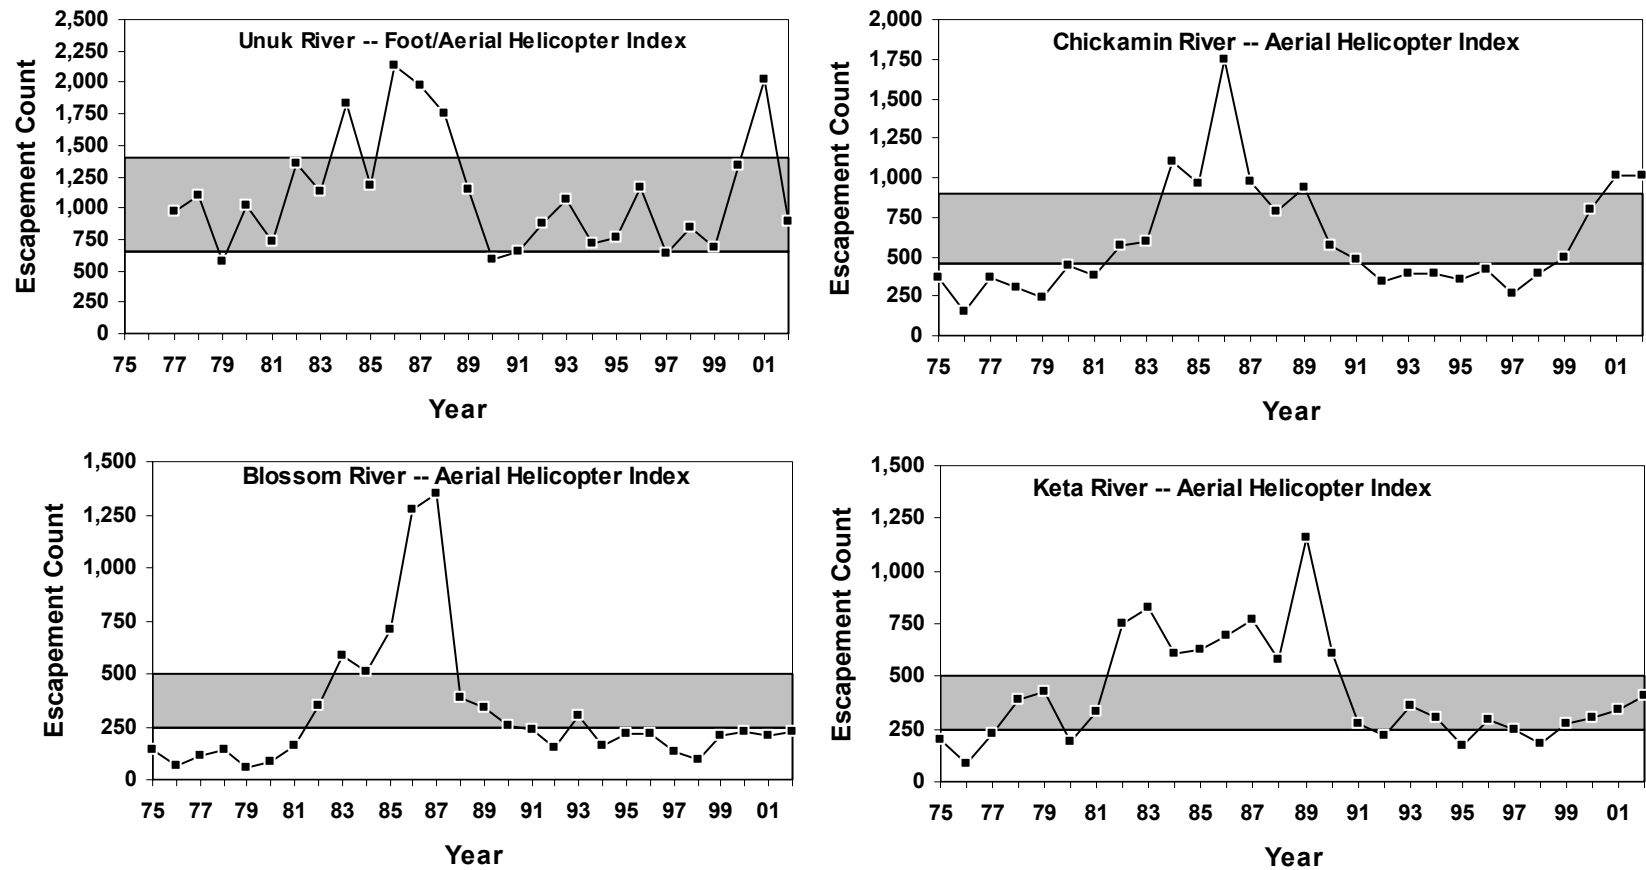 Unuk River -- Foot/Aerial Helicopter Index
Escapement Count
2,500
2,250
2,000
1,750
1,500
1,250
1,000
750
500
250
0
75 77 79 81 83 85 87 89 91 93 95 97 99 01
Year
Chickamin River -- Aerial Helicopter Index
Escapement Count
2,000
1,750
1,500
1,250
1,000
750
500
250
0
75 77 79 81 83 85 87 89 91 93 95 97 99 01
Year
Blossom River -- Aerial Helicopter Index
Escapement Count
1,500
1,250
1,000
750
500
250
0
75 77 79 81 83 85 87 89 91 93 95 97 99 01
Year
Keta River -- Aerial Helicopter Index
Escapement Count
1,500
1,250
1,000
750
500
250
0
75 77 79 81 83 85 87 89 91 93 95 97 99 01
Year